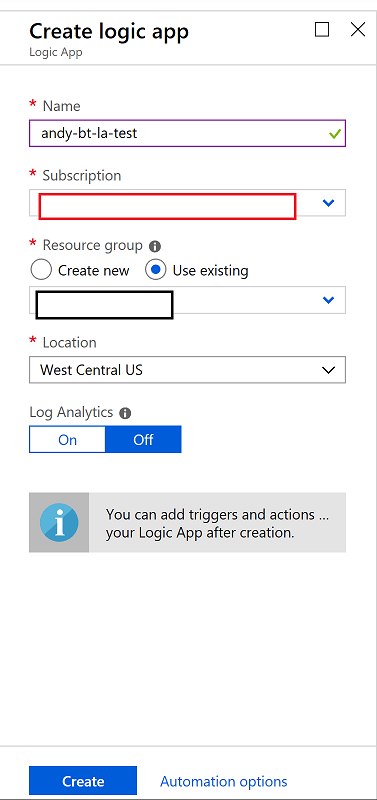 Create logic app
Logic App
* Name
andy-bt-la-test
* Subscription
* Resource group
Create new
Use existing
* Location
West Central US
Log Analytics
On
Off
You can add triggers and actions ...
your Logic App after creation.
Create
Automation options